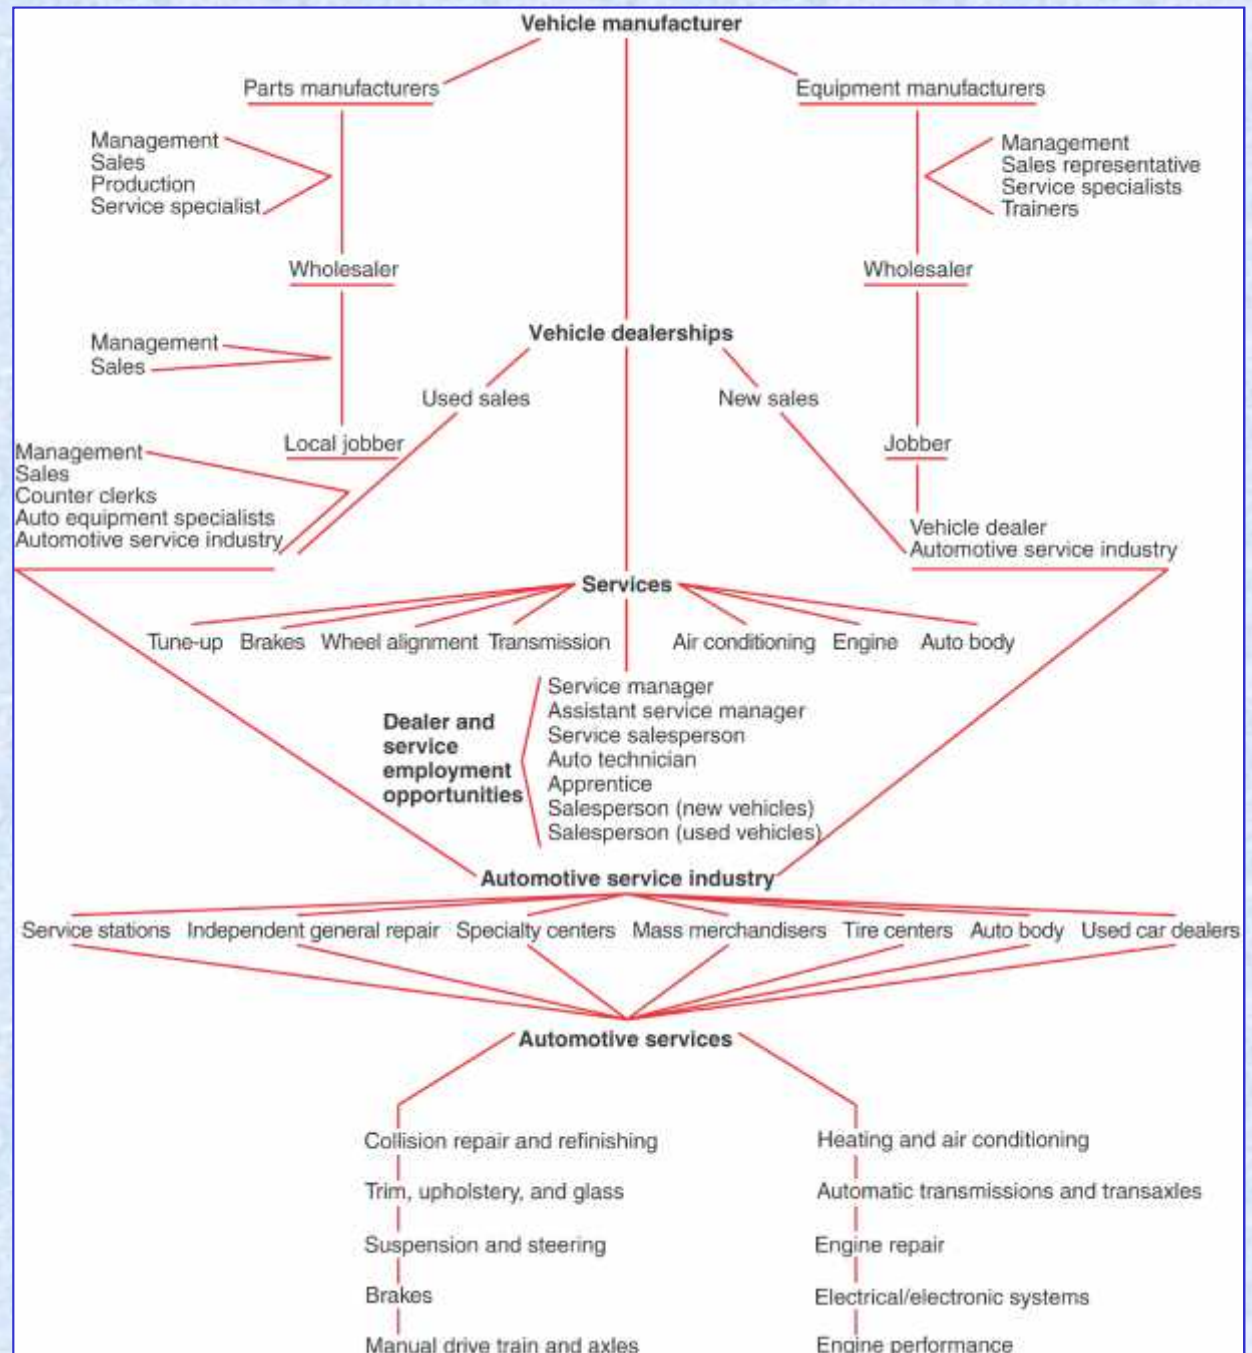 Vehicle manufacturer
Parts manufacturers
Equipment manufacturers
Management
Sales
Production
Service specialist
Management
Sales representative
Service specialists
Trainers
Wholesaler
Wholesaler
Vehicle dealerships
Management
Sales
Used sales
New sales
Local jobber
Jobber
Management
Sales
Counter clerks
Auto equipment specialists
Automotive service industry
Vehicle dealer
Automotive service industry
Services
Tune-up Brakes Wheel alignment Transmission Air conditioning Engine Auto body
Dealer and
service
employment
opportunities
Service manager
Assistant service manager
Service salesperson
Auto technician
Apprentice
Salesperson (new vehicles)
Salesperson (used vehicles)
Automotive service industry
Service stations Independent general repair Specialty centers Mass merchandisers Tire centers Auto body Used car dealers
Automotive services
Collision repair and refinishing
Trim, upholstery, and glass
Suspension and steering
Brakes
Manual drive train and axles
Heating and air conditioning
Automatic transmissions and transaxles
Engine repair
Electrical/electronic systems
Engine performance